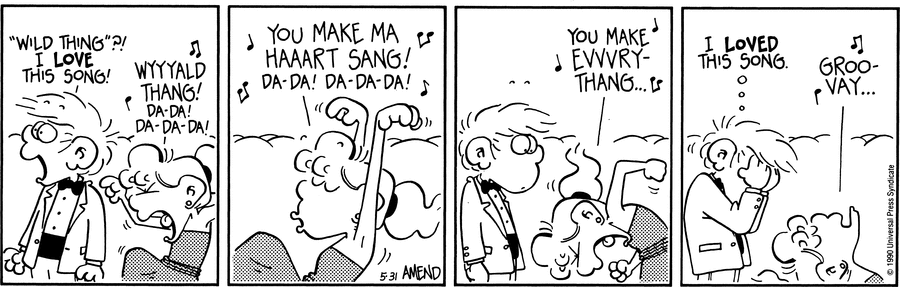 "WILD THING"?!
I LOVE
THIS SONG!
WYYYALD
THANG!
DA-DA!
DA-DA-DA!
YOU MAKE MA
HAAART SANG!
DA-DA! DA-DA-DA!
5-31 AMEND
YOU MAKE
EVVVRY-
THANG...
I LOVED
THIS SONG.
GROO-
VAY...
© 1990 Universal Press Syndicate